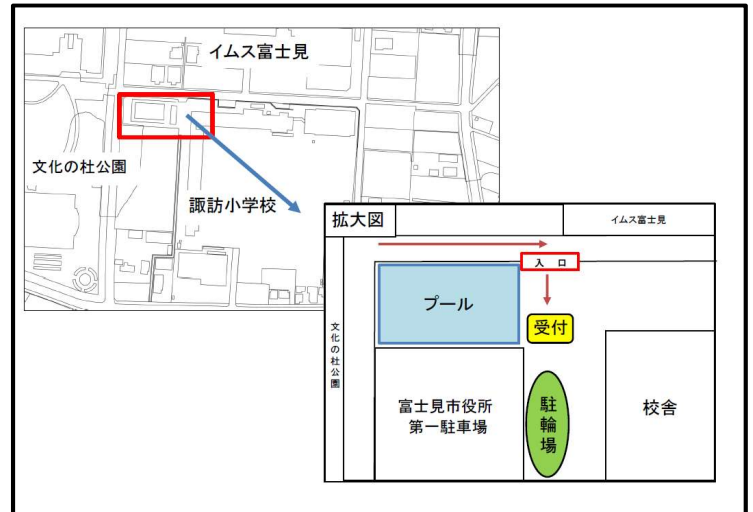 イムス富士見
文化の杜公園
諏訪小学校
拡大図
イムス富士見
入 口
プール
受付
文化の杜公園
富士見市役所
第一駐車場
駐輪場
校舎